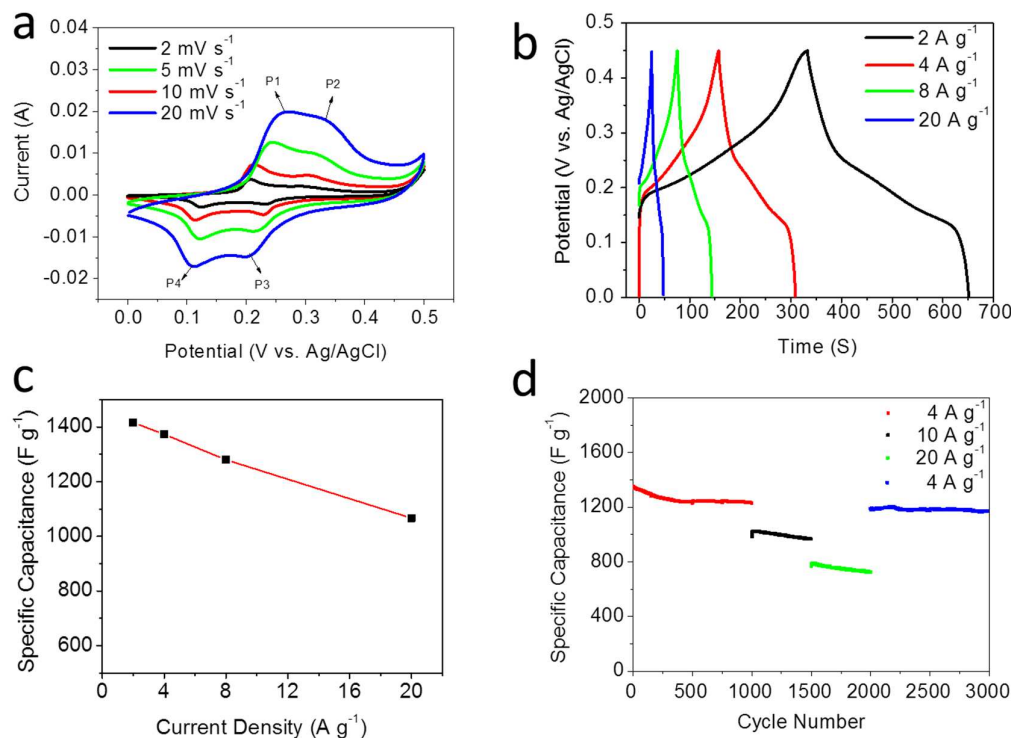 a
2 mV s⁻¹
5 mV s⁻¹
10 mV s⁻¹
20 mV s⁻¹
P1
P2
P3
P4
Current (A)
0.04
0.03
0.02
0.01
0.00
-0.01
-0.02
0.0 0.1 0.2 0.3 0.4 0.5
Potential (V vs. Ag/AgCl)
b
2 A g⁻¹
4 A g⁻¹
8 A g⁻¹
20 A g⁻¹
Potential (V vs. Ag/AgCl)
0.5
0.4
0.3
0.2
0.1
0.0
0 100 200 300 400 500 600 700
Time (S)
c
Specific Capacitance (F g⁻¹)
1400
1200
1000
800
600
0 4 8 12 16 20
Current Density (A g⁻¹)
d
4 A g⁻¹
10 A g⁻¹
20 A g⁻¹
4 A g⁻¹
Specific Capacitance (F g⁻¹)
2000
1600
1200
800
400
0
0 500 1000 1500 2000 2500 3000
Cycle Number